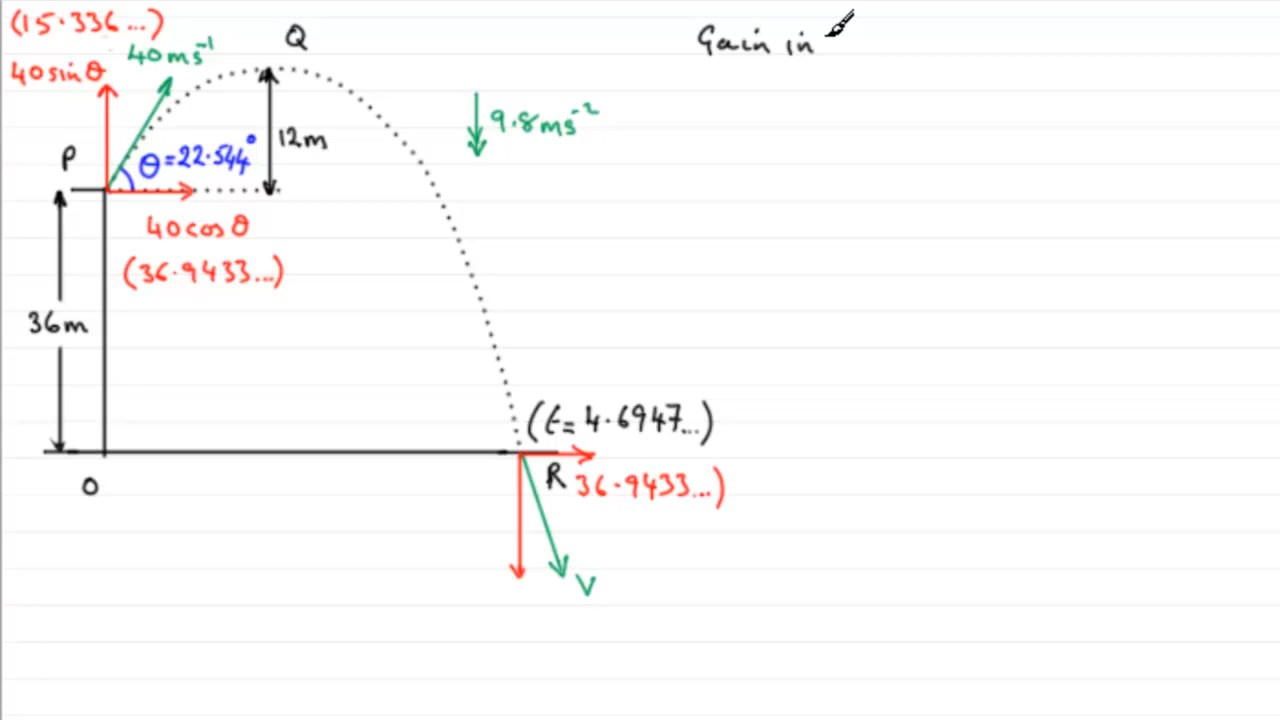 (15.336...)
Q
Gain in
40ms⁻¹
40sinθ
9.8ms⁻²
12m
P
θ=22.544°
40cosθ
(36.9433...)
36m
(t= 4.6947...)
R 36.9433...)
O
V